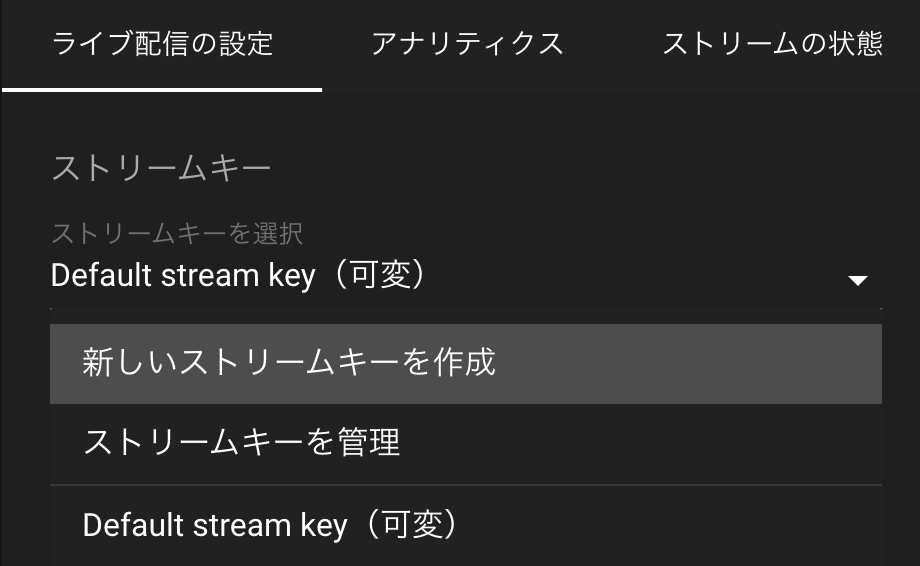 ライブ配信の設定 アナリティクス ストリームの状態
ストリームキー
ストリームキーを選択
Default stream key（可変）
新しいストリームキーを作成
ストリームキーを管理
Default stream key（可変）